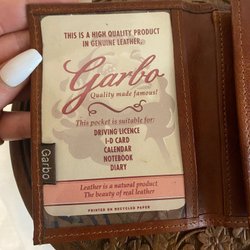 THIS IS A HIGH QUALITY PRODUCT
IN GENUINE LEATHER.
Garbo
Quality made famous!
This pocket is suitable for:
DRIVING LICENCE
I-D CARD
CALENDAR
NOTEBOOK
DIARY
Garbo
Leather is a natural product
The beauty of real leather
PRINTED ON RECYCLED PAPER